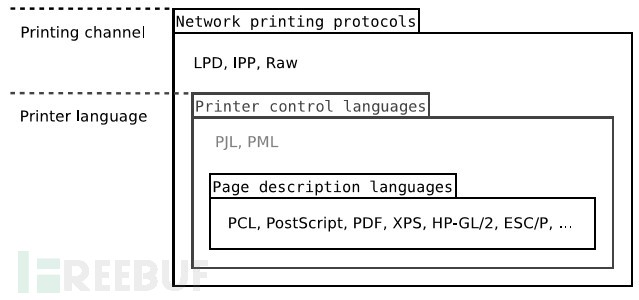 Printing channel
Network printing protocols
LPD, IPP, Raw
Printer language
Printer control languages
PJL, PML
Page description languages
PCL, PostScript, PDF, XPS, HP-GL/2, ESC/P, ...
FREEBUF